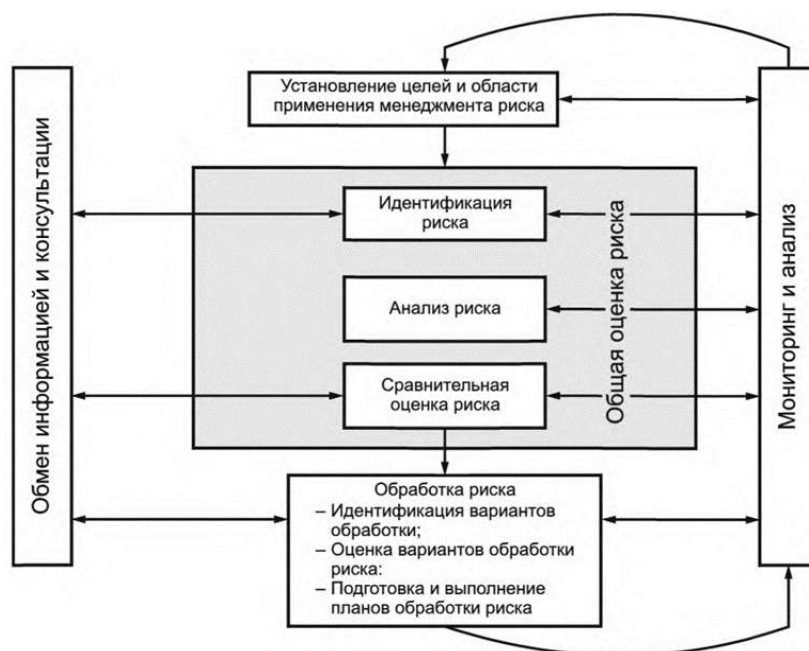 Установление целей и области
применения менеджмента риска
Обмен информацией и консультации
Идентификация
риска
Анализ риска
Сравнительная
оценка риска
Общая оценка риска
Мониторинг и анализ
Обработка риска
– Идентификация вариантов
обработки;
– Оценка вариантов обработки
риска:
– Подготовка и выполнение
планов обработки риска